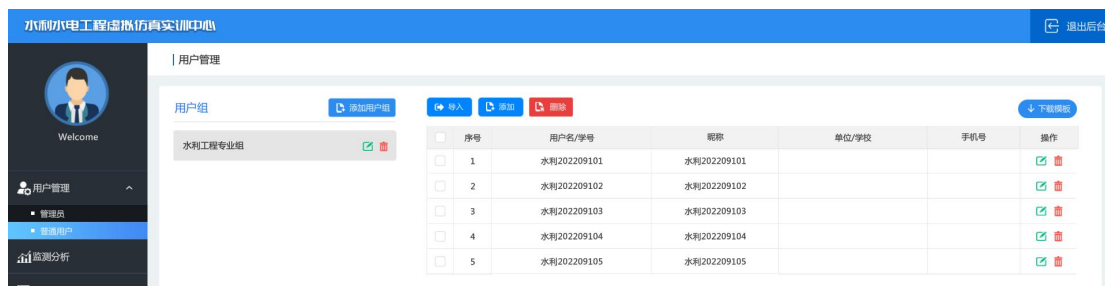 水利水电工程虚拟仿真实训中心
退出后台
Welcome
用户管理
管理员
普通用户
监测分析
用户管理
用户组 添加用户组
水利工程专业组
导入 添加 删除 下载模板
序号 用户名/学号 昵称 单位/学校 手机号 操作
1 水利202209101 水利202209101
2 水利202209102 水利202209102
3 水利202209103 水利202209103
4 水利202209104 水利202209104
5 水利202209105 水利202209105